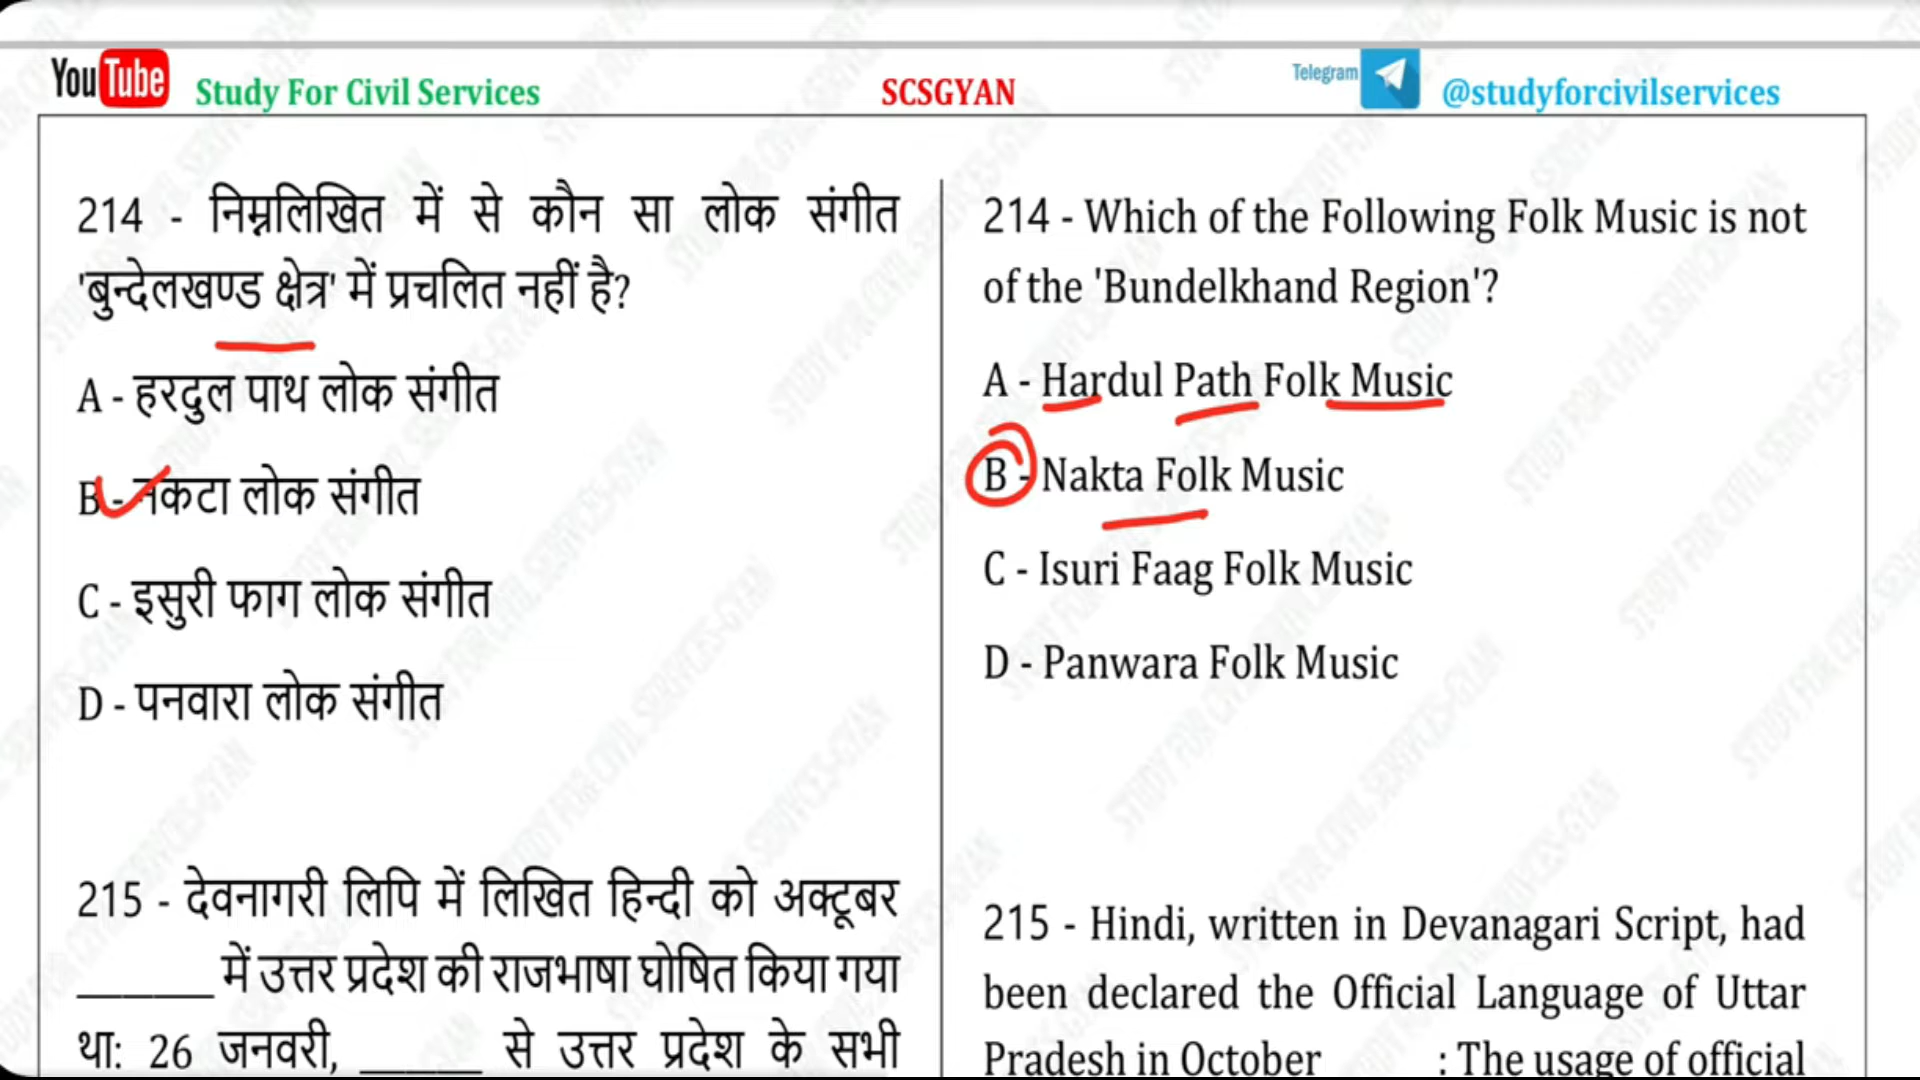 YouTube Study For Civil Services SCSGYAN Telegram @studyforcivilservices
214 - निम्नलिखित में से कौन सा लोक संगीत
'बुन्देलखण्ड क्षेत्र' में प्रचलित नहीं है?
A - हरदुल पाथ लोक संगीत
B - नकटा लोक संगीत
C - इसुरी फाग लोक संगीत
D - पनवारा लोक संगीत
215 - देवनागरी लिपि में लिखित हिन्दी को अक्टूबर
______ में उत्तर प्रदेश की राजभाषा घोषित किया गया
था: 26 जनवरी, ______ से उत्तर प्रदेश के सभी
214 - Which of the Following Folk Music is not
of the 'Bundelkhand Region'?
A - Hardul Path Folk Music
B - Nakta Folk Music
C - Isuri Faag Folk Music
D - Panwara Folk Music
215 - Hindi, written in Devanagari Script, had
been declared the Official Language of Uttar
Pradesh in October : The usage of official